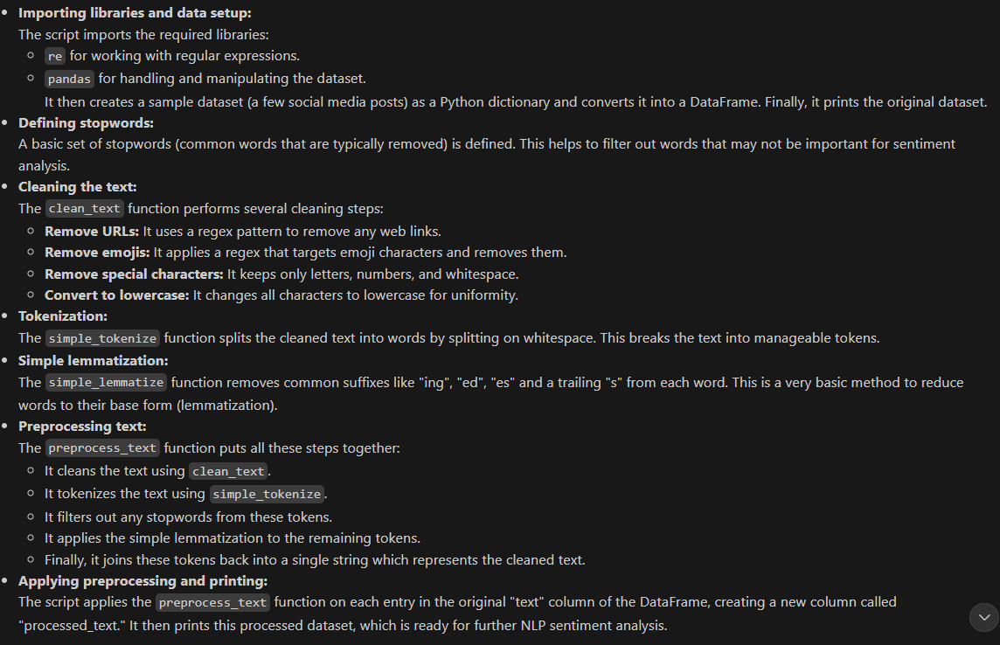 Importing libraries and data setup:
The script imports the required libraries:
re for working with regular expressions.
pandas for handling and manipulating the dataset.
It then creates a sample dataset (a few social media posts) as a Python dictionary and converts it into a DataFrame. Finally, it prints the original dataset.
Defining stopwords:
A basic set of stopwords (common words that are typically removed) is defined. This helps to filter out words that may not be important for sentiment
analysis.
Cleaning the text:
The clean_text function performs several cleaning steps:
Remove URLs: It uses a regex pattern to remove any web links.
Remove emojis: It applies a regex that targets emoji characters and removes them.
Remove special characters: It keeps only letters, numbers, and whitespace.
Convert to lowercase: It changes all characters to lowercase for uniformity.
Tokenization:
The simple_tokenize function splits the cleaned text into words by splitting on whitespace. This breaks the text into manageable tokens.
Simple lemmatization:
The simple_lemmatize function removes common suffixes like "ing", "ed", "es" and a trailing "s" from each word. This is a very basic method to reduce
words to their base form (lemmatization).
Preprocessing text:
The preprocess_text function puts all these steps together:
It cleans the text using clean_text.
It tokenizes the text using simple_tokenize.
It filters out any stopwords from these tokens.
It applies the simple lemmatization to the remaining tokens.
Finally, it joins these tokens back into a single string which represents the cleaned text.
Applying preprocessing and printing:
The script applies the preprocess_text function on each entry in the original "text" column of the DataFrame, creating a new column called
"processed_text." It then prints this processed dataset, which is ready for further NLP sentiment analysis.